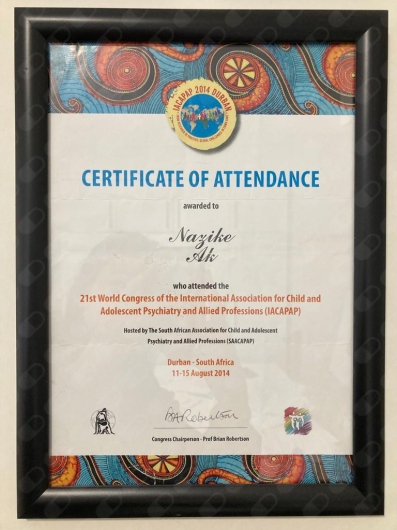 IACAPAP 2014 DURBAN
CERTIFICATE OF ATTENDANCE
awarded to
Nazike
Ak
who attended the
21st World Congress of the International Association for Child and
Adolescent Psychiatry and Allied Professions (IACAPAP)
Hosted by The South African Association for Child and Adolescent
Psychiatry and Allied Professions (SAACAPAP)
Durban - South Africa
11-15 August 2014
BARobertson
Congress Chairperson - Prof Brian Robertson